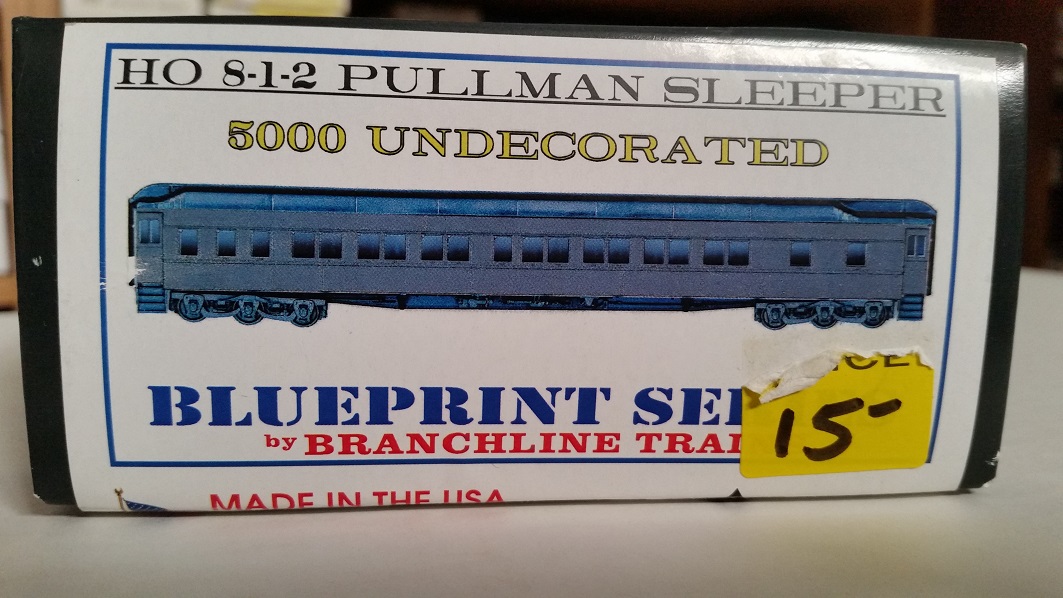 HO 8-1-2 PULLMAN SLEEPER
5000 UNDECORATED
BLUEPRINT
by BRANCHLINE
15-
MADE IN THE USA